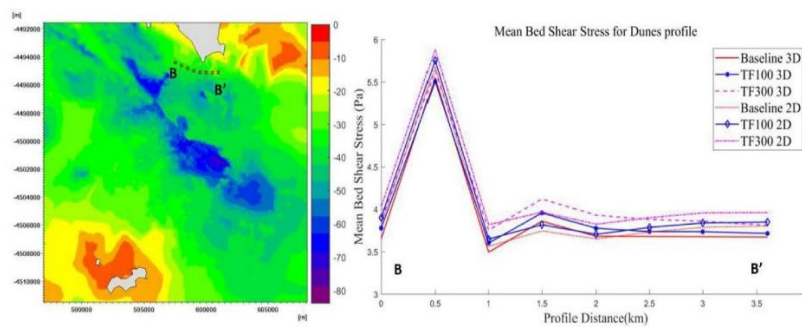 [m]
-4492000
-4494000
-4496000
-4498000
-4500000
-4502000
-4504000
-4506000
-4508000
-4510000
590000
595000
600000
605000
[m]
B
B'
0
-10
-20
-30
-40
-50
-60
-70
-80
Mean Bed Shear Stress for Dunes profile
Mean Bed Shear Stress (Pa)
6
5.5
5
4.5
4
3.5
3
Baseline 3D
TF100 3D
TF300 3D
Baseline 2D
TF100 2D
TF300 2D
B
B'
0
0.5
1
1.5
2
2.5
3
3.5
Profile Distance(km)